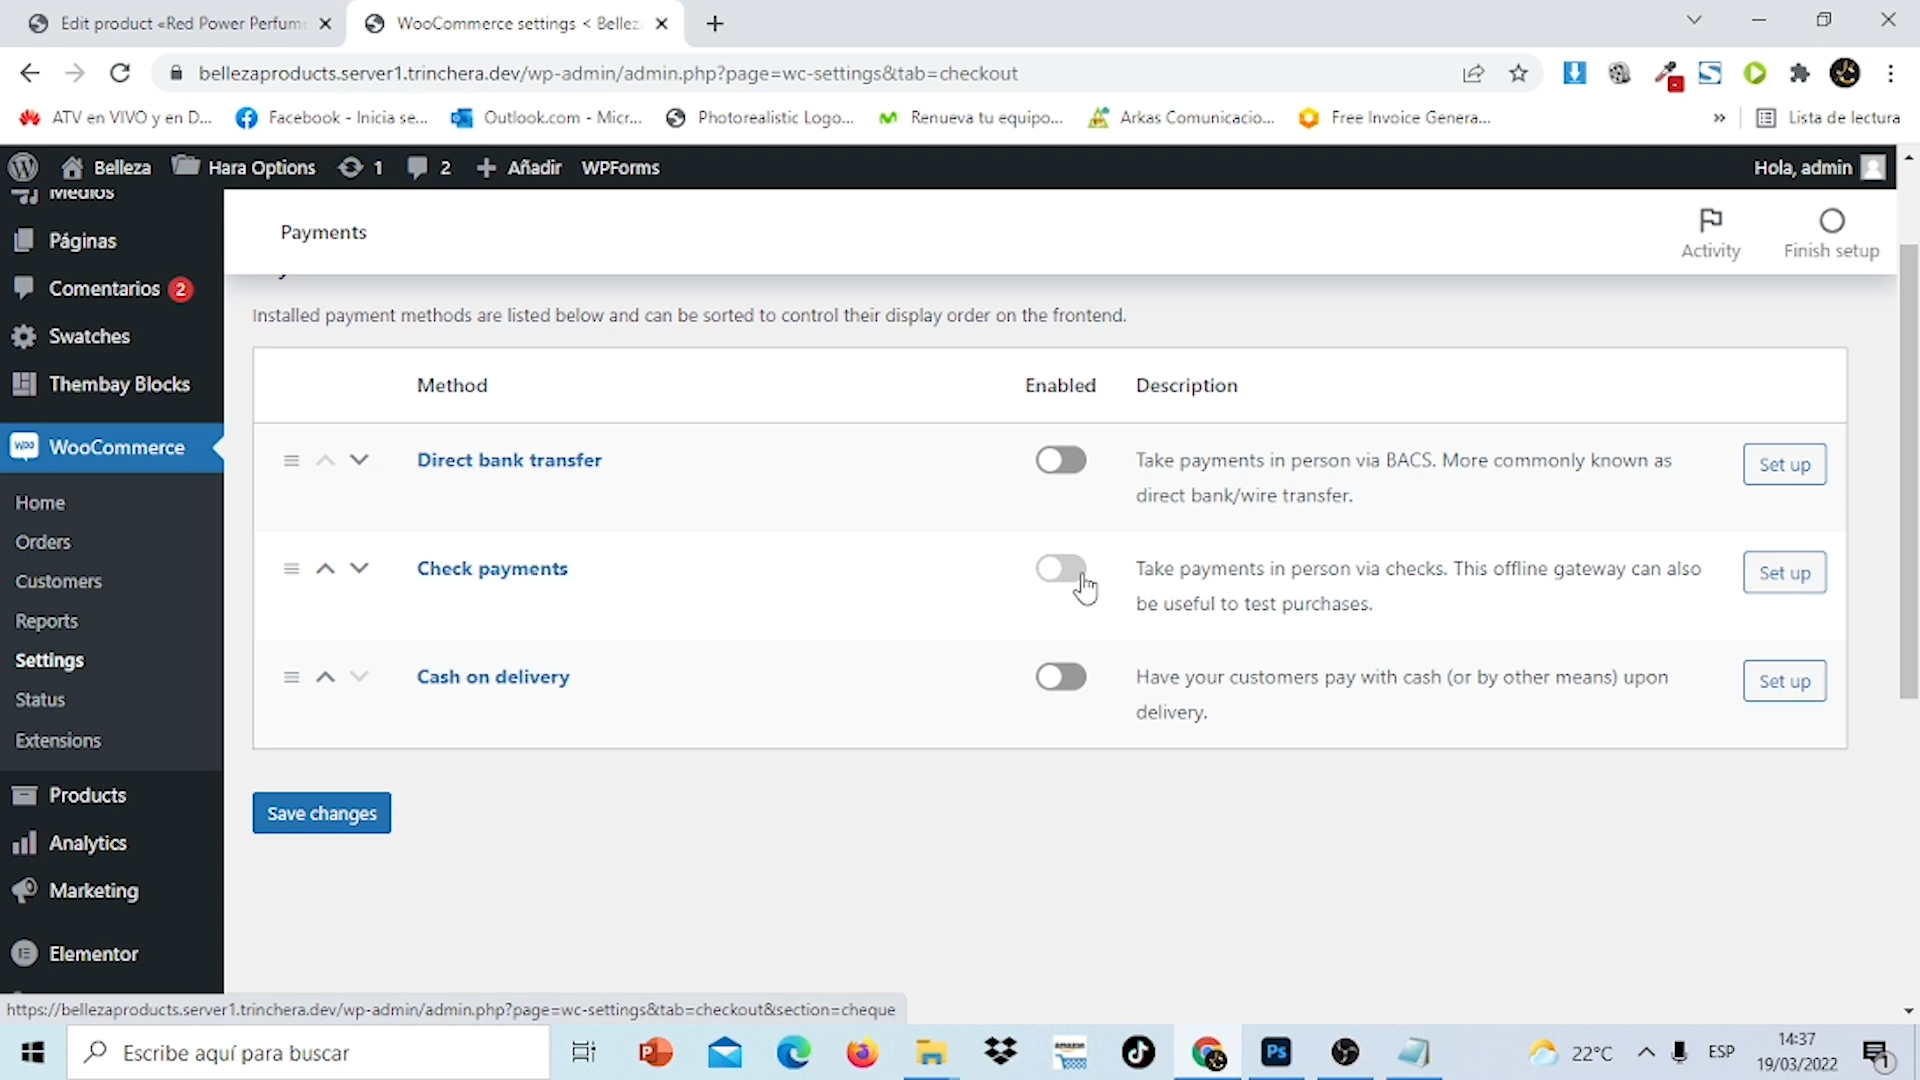 Edit product «Red Power Perfum
WooCommerce settings < Bellez
bellezaproducts.server1.trinchera.dev/wp-admin/admin.php?page=wc-settings&tab=checkout
ATV en VIVO y en D...
Facebook - Inicia se...
Outlook.com - Micr...
Photorealistic Logo...
Renueva tu equipo...
Arkas Comunicacio...
Free Invoice Genera...
»
Lista de lectura
Belleza
Hara Options
1
2
Añadir
WPForms
Hola, admin
Medios
Páginas
Comentarios 2
Swatches
Thembay Blocks
WooCommerce
Home
Orders
Customers
Reports
Settings
Status
Extensions
Products
Analytics
Marketing
Elementor
Payments
Activity
Finish setup
Installed payment methods are listed below and can be sorted to control their display order on the frontend.
Method
Enabled
Description
Direct bank transfer
Take payments in person via BACS. More commonly known as
direct bank/wire transfer.
Set up
Check payments
Take payments in person via checks. This offline gateway can also
be useful to test purchases.
Set up
Cash on delivery
Have your customers pay with cash (or by other means) upon
delivery.
Set up
Save changes
https://bellezaproducts.server1.trinchera.dev/wp-admin/admin.php?page=wc-settings&tab=checkout&section=cheque
Escribe aquí para buscar
amazon
Ps
22°C
ESP
14:37
19/03/2022
1